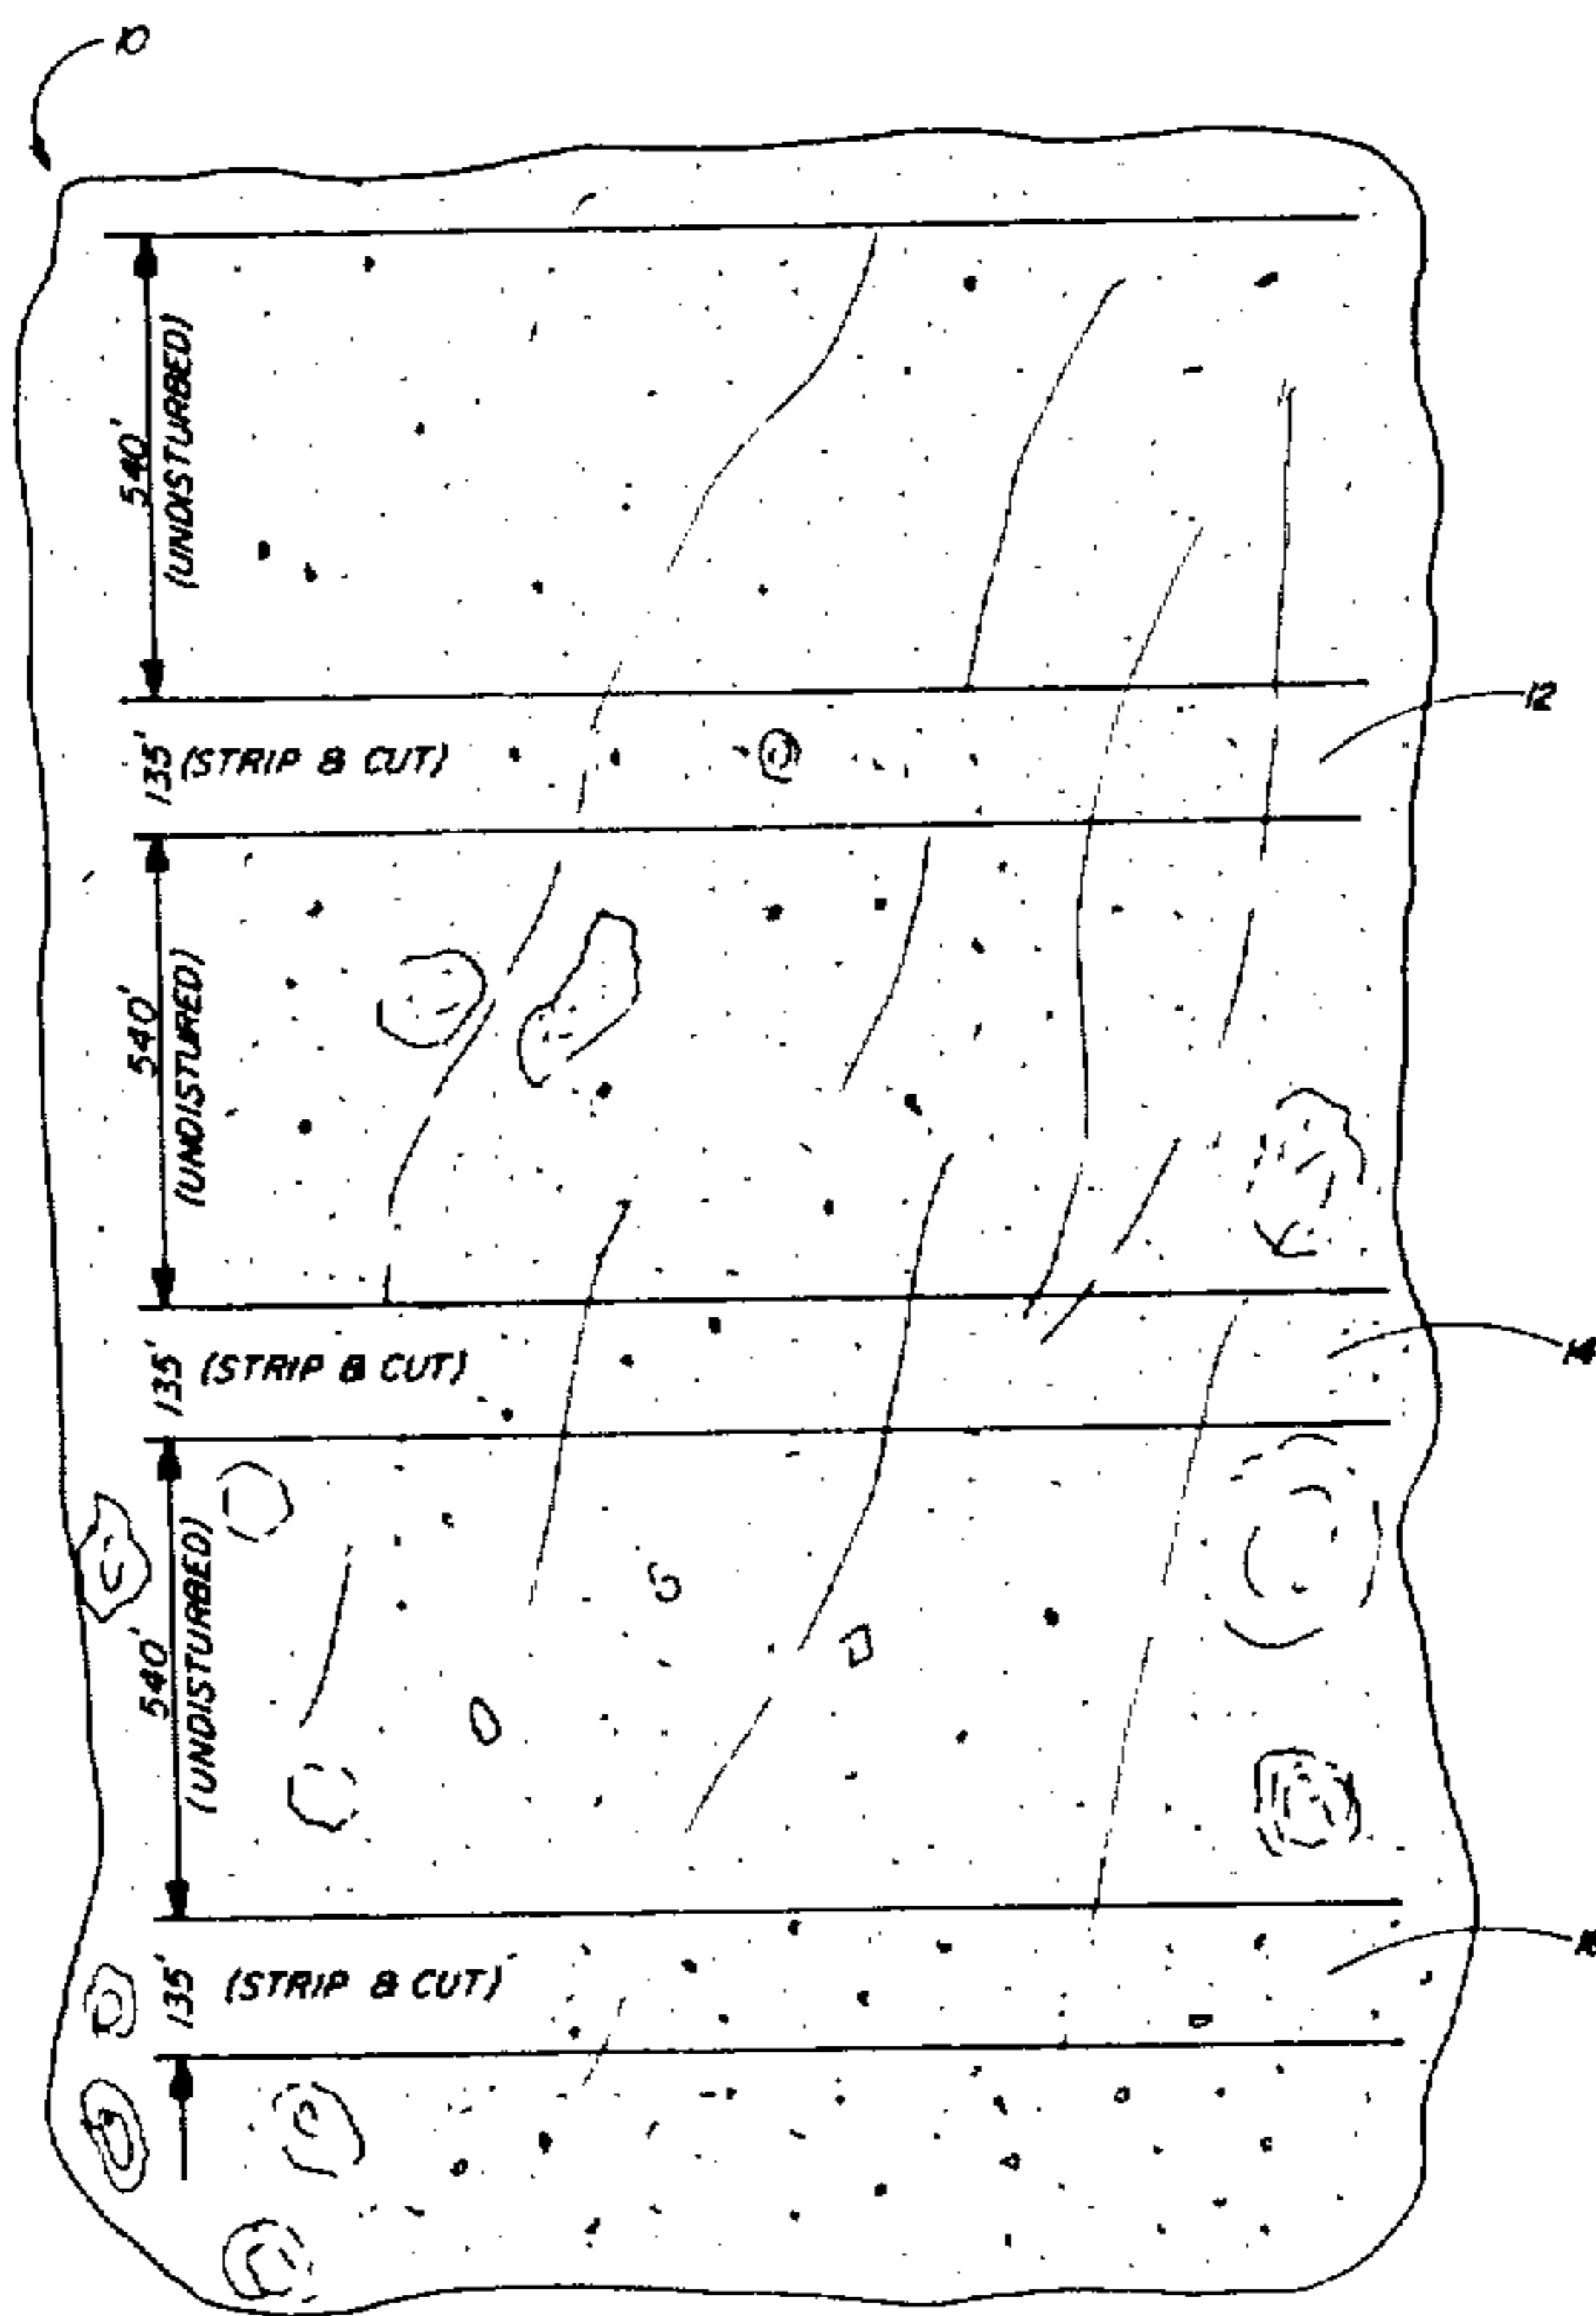 10
540'
(UNDISTURBED)
12
135' (STRIP & CUT)
540'
(UNDISTURBED)
14
135' (STRIP & CUT)
540'
(UNDISTURBED)
135' (STRIP & CUT)